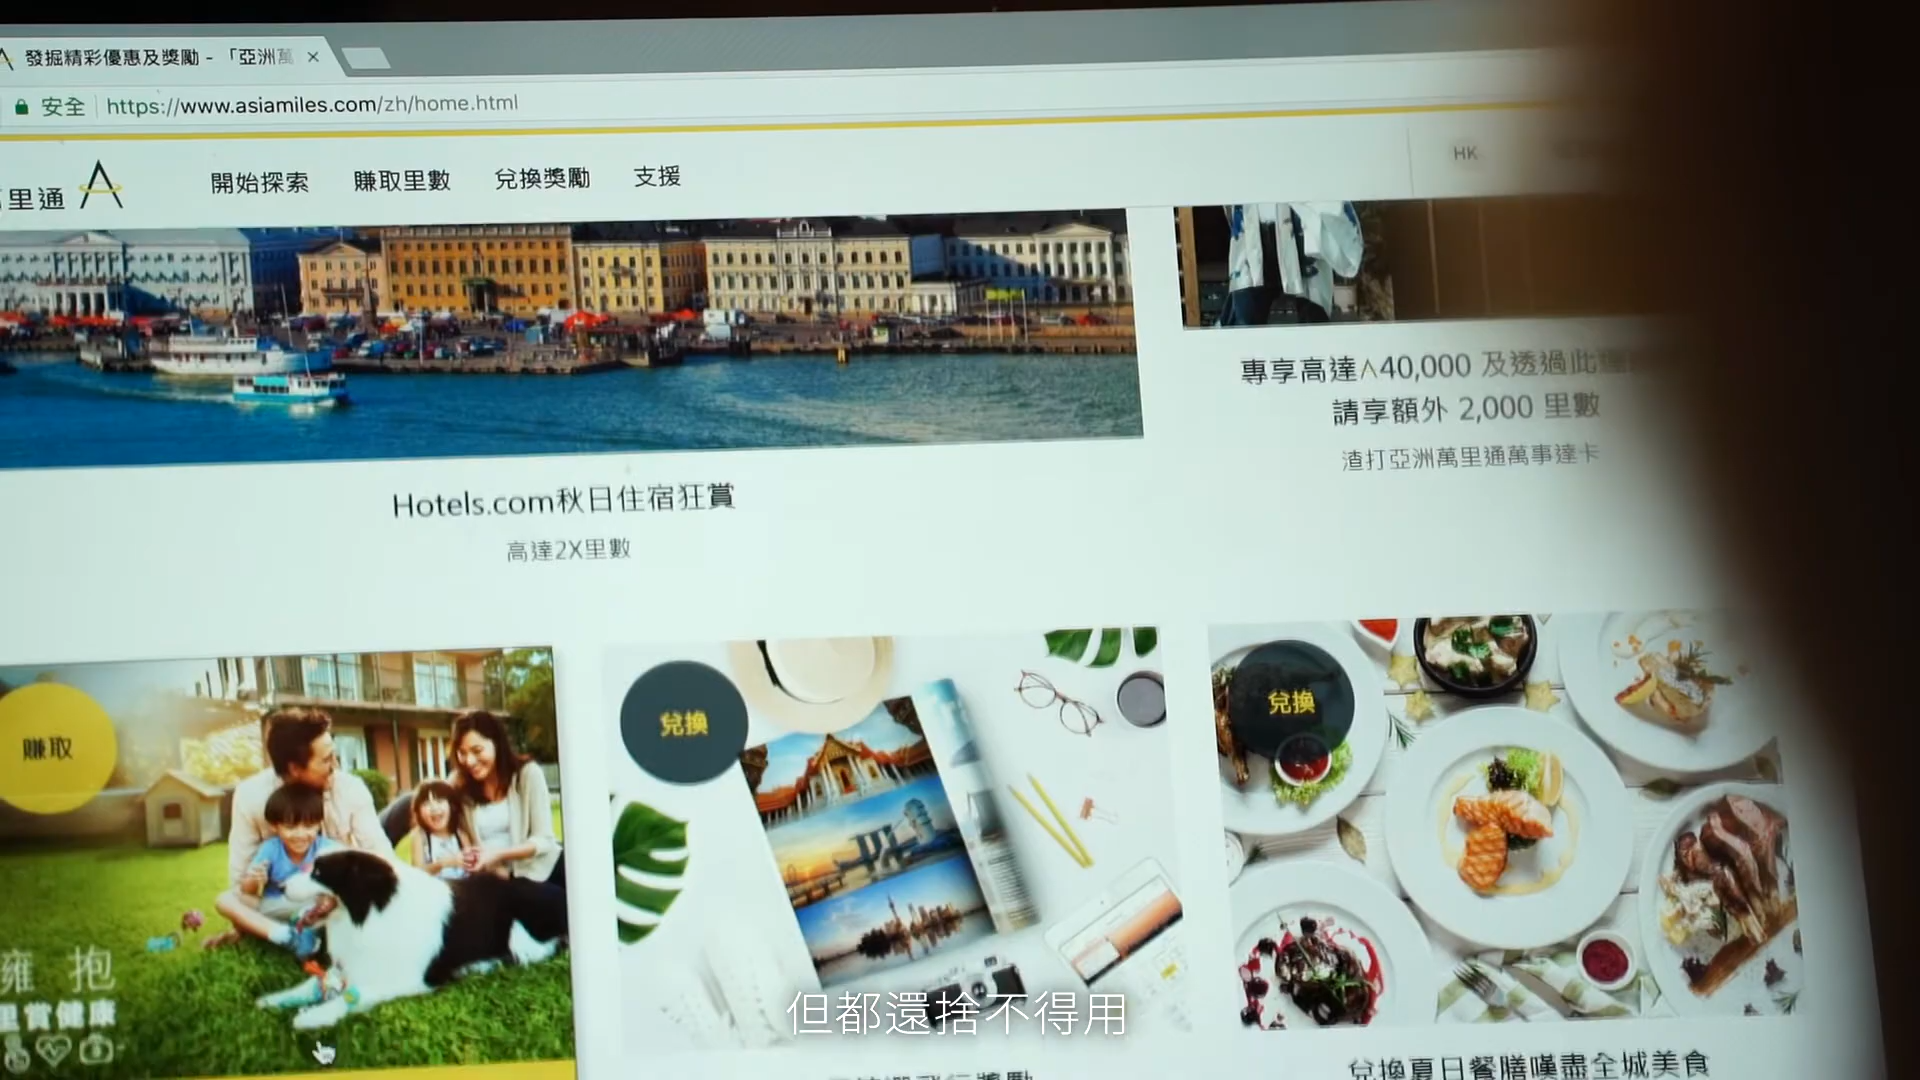 發掘精彩優惠及獎勵 - 「亞洲萬
安全 https://www.asiamiles.com/zh/home.html
里通
開始探索 賺取里數 兌換獎勵 支援
HK
專享高達A40,000 及透過此
請享額外 2,000 里數
渣打亞洲萬里通萬事達卡
Hotels.com秋日住宿狂賞
高達2X里數
賺取
兌換
兌換
擁抱
里賞健康
但都還捨不得用
兌換夏日餐膳嘆盡全城美食